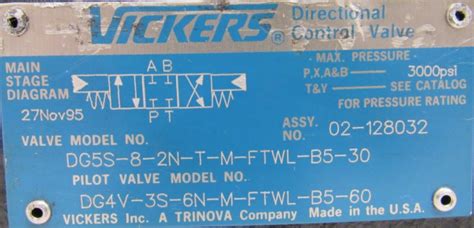 VICKERS® Directional
Control Valve
MAIN
STAGE
DIAGRAM
A B
P T
MAX. PRESSURE
P,X,A&B 3000psi
T&Y SEE CATALOG
FOR PRESSURE RATING
27Nov95
ASSY.
NO. 02-128032
VALVE MODEL NO.
DG5S-8-2N-T-M-FTWL-B5-30
PILOT VALVE MODEL NO.
DG4V-3S-6N-M-FTWL-B5-60
VICKERS Inc. A TRINOVA Company Made in the U.S.A.